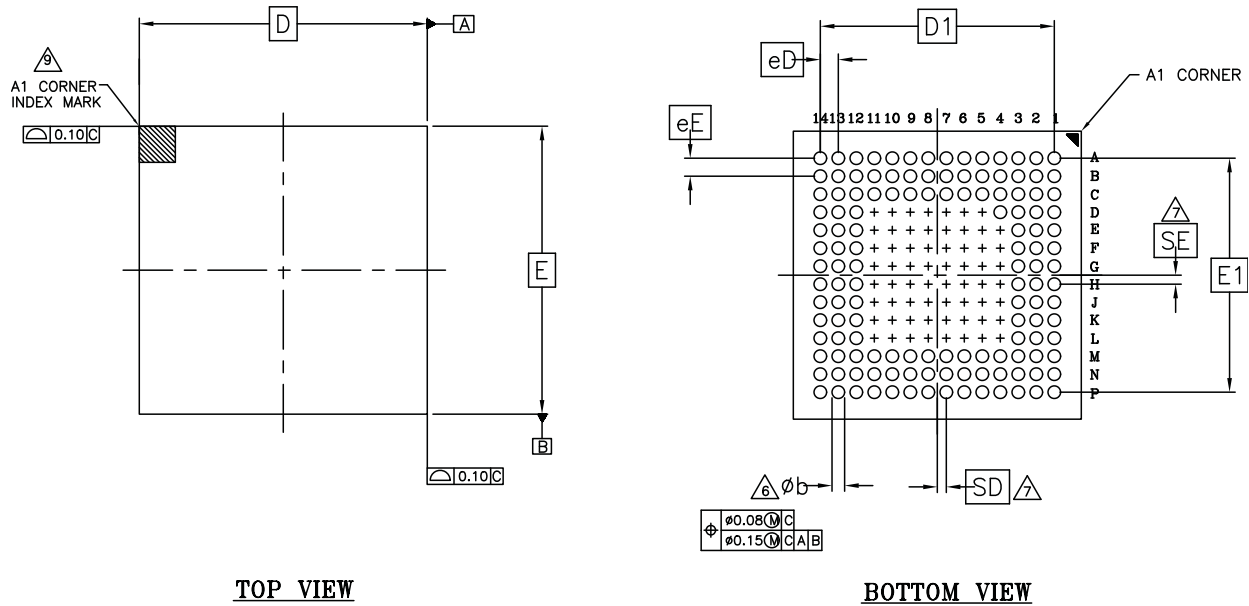 D
A
9
A1 CORNER
INDEX MARK
0.10 C
E
B
0.10 C
TOP VIEW
D1
eD
A1 CORNER
eE
14 13 12 11 10 9 8 7 6 5 4 3 2 1
A
B
C
D
E
F
G
H
J
K
L
M
N
P
7
SE
E1
6 øb
SD 7
ø0.08 Ⓜ C
ø0.15 Ⓜ C A B
BOTTOM VIEW